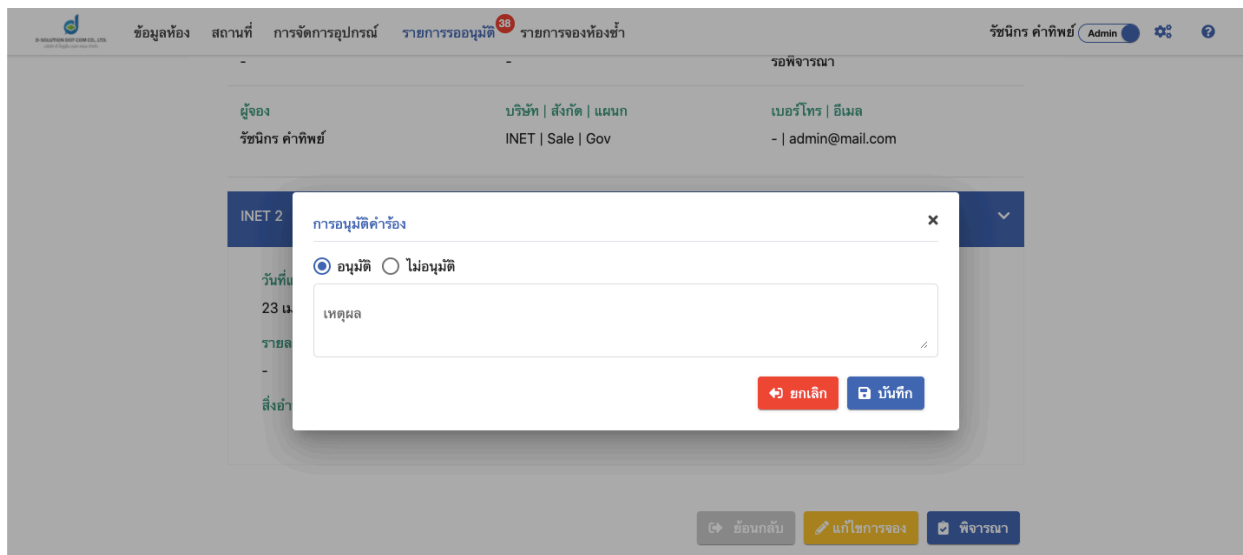 D-SOLUTION DOT COM CO., LTD.
ข้อมูลห้อง สถานที่ การจัดการอุปกรณ์ รายการรออนุมัติ 38 รายการจองห้องซ้ำ รัชนิกร คำทิพย์ Admin
- - รอพิจารณา
ผู้จอง บริษัท | สังกัด | แผนก เบอร์โทร | อีเมล
รัชนิกร คำทิพย์ INET | Sale | Gov - | admin@mail.com
INET 2
การอนุมัติคำร้อง
อนุมัติ ไม่อนุมัติ
เหตุผล
ยกเลิก บันทึก
23
-
ย้อนกลับ แก้ไขการจอง พิจารณา